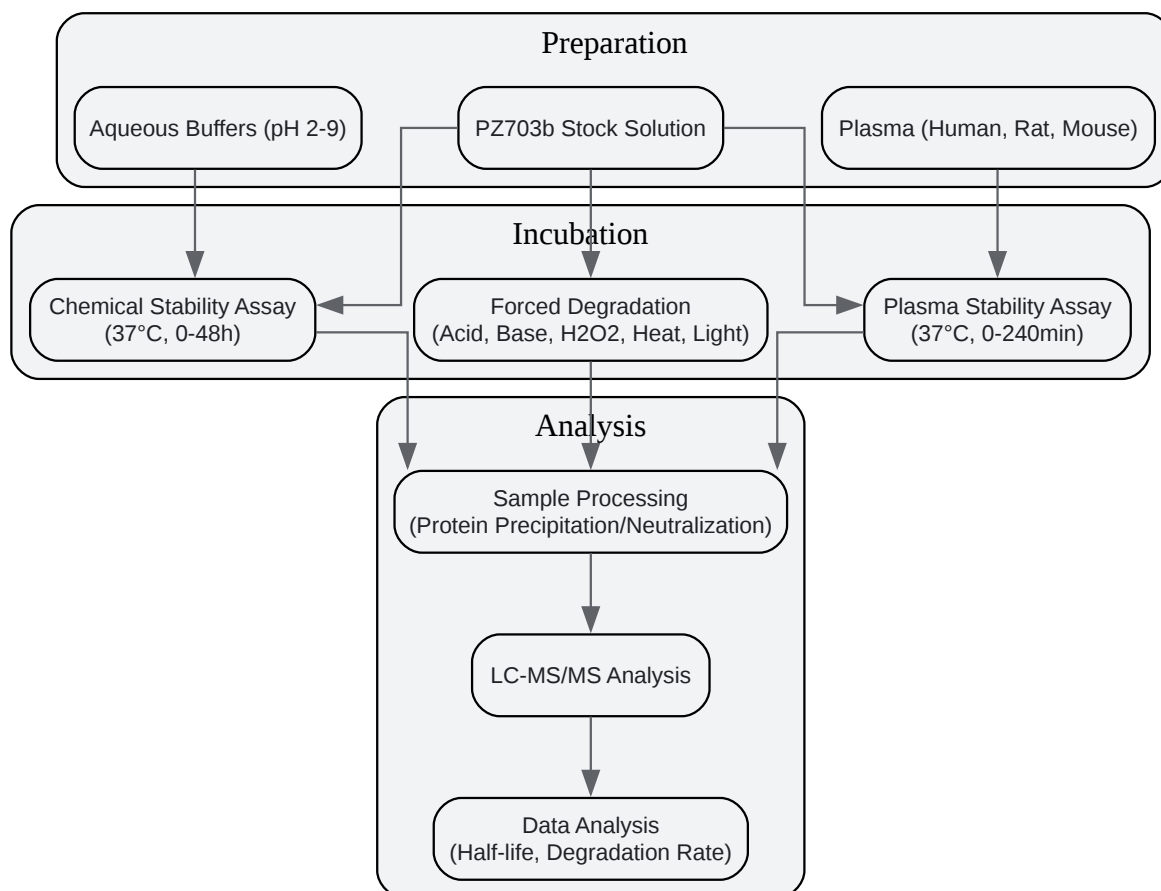 Preparation
Aqueous Buffers (pH 2-9)
PZ703b Stock Solution
Plasma (Human, Rat, Mouse)
Incubation
Chemical Stability Assay
(37°C, 0-48h)
Forced Degradation
(Acid, Base, H2O2, Heat, Light)
Plasma Stability Assay
(37°C, 0-240min)
Analysis
Sample Processing
(Protein Precipitation/Neutralization)
LC-MS/MS Analysis
Data Analysis
(Half-life, Degradation Rate)